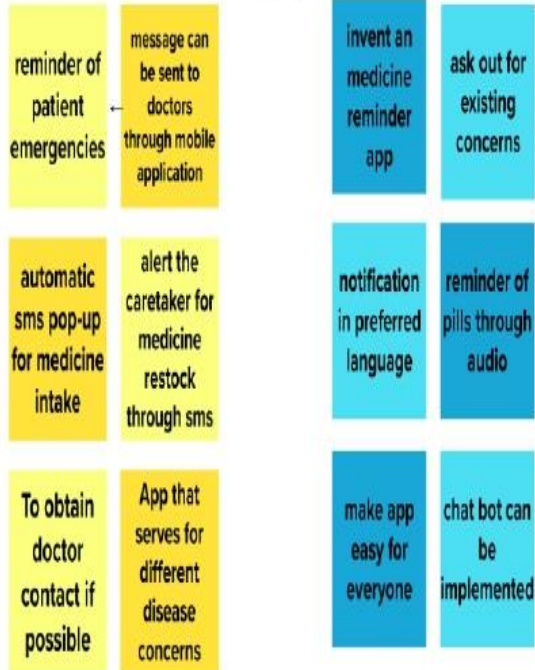 reminder of
patient
emergencies
message can
be sent to
doctors
through mobile
application
invent an
medicine
reminder
app
ask out for
existing
concerns
automatic
sms pop-up
for medicine
intake
alert the
caretaker for
medicine
restock
through sms
notification
in preferred
language
reminder of
pills through
audio
To obtain
doctor
contact if
possible
App that
serves for
different
disease
concerns
make app
easy for
everyone
chat bot can
be
implemented